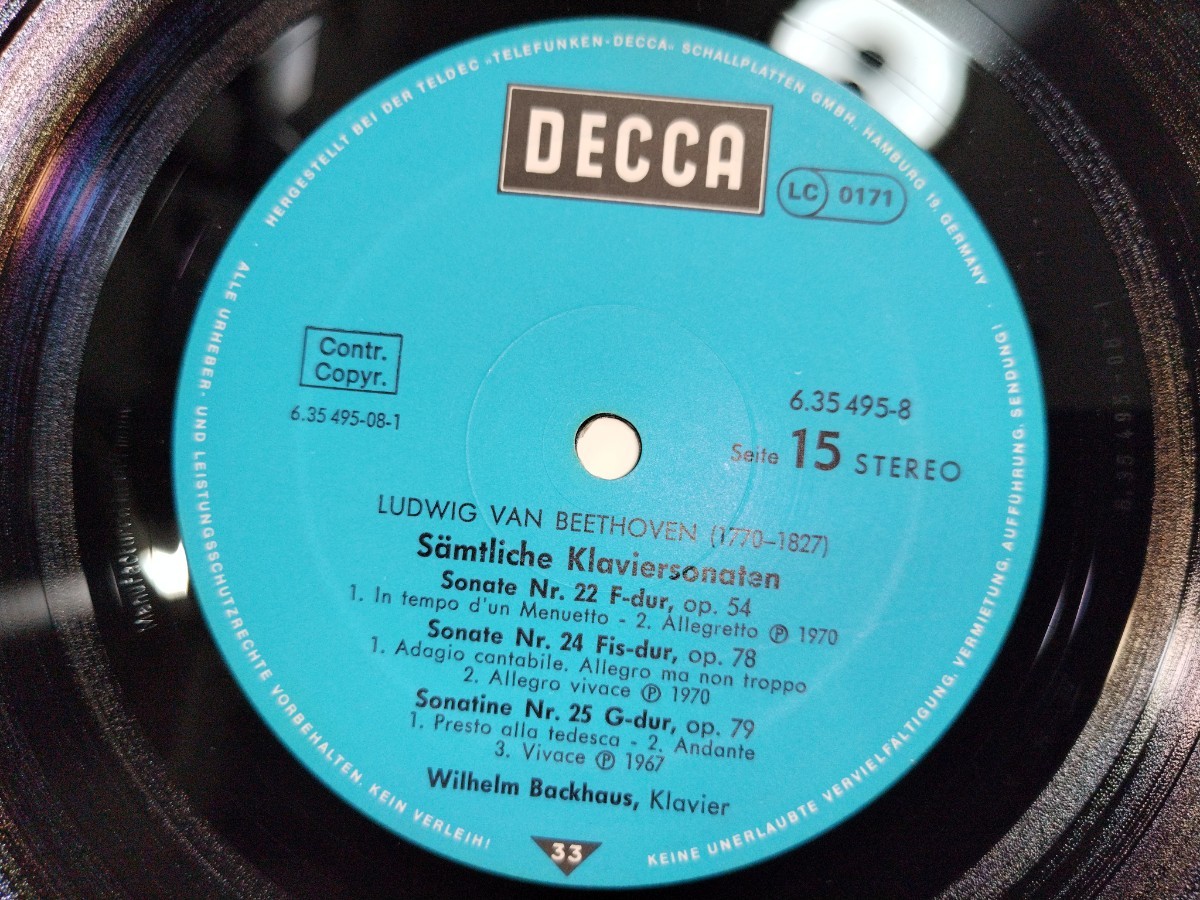 HERGESTELLT BEI DER TELDEC »TELEFUNKEN-DECCA« SCHALLPLATTEN GMBH., HAMBURG 19, GERMANY ·
DECCA
LC 0171
Contr.
Copyr.
6.35 495-08-1
6.35 495-8
Seite 15 STEREO
LUDWIG VAN BEETHOVEN (1770–1827)
Sämtliche Klaviersonaten
Sonate Nr. 22 F-dur, op. 54
1. In tempo d'un Menuetto - 2. Allegretto ℗ 1970
Sonate Nr. 24 Fis-dur, op. 78
1. Adagio cantabile. Allegro ma non troppo
2. Allegro vivace ℗ 1970
Sonatine Nr. 25 G-dur, op. 79
1. Presto alla tedesca - 2. Andante
3. Vivace ℗ 1967
Wilhelm Backhaus, Klavier
33
ALLE URHEBER- UND LEISTUNGSSCHUTZRECHTE VORBEHALTEN. KEIN VERLEIH!
KEINE UNERLAUBTE VERVIELFÄLTIGUNG, VERMIETUNG, AUFFÜHRUNG, SENDUNG!